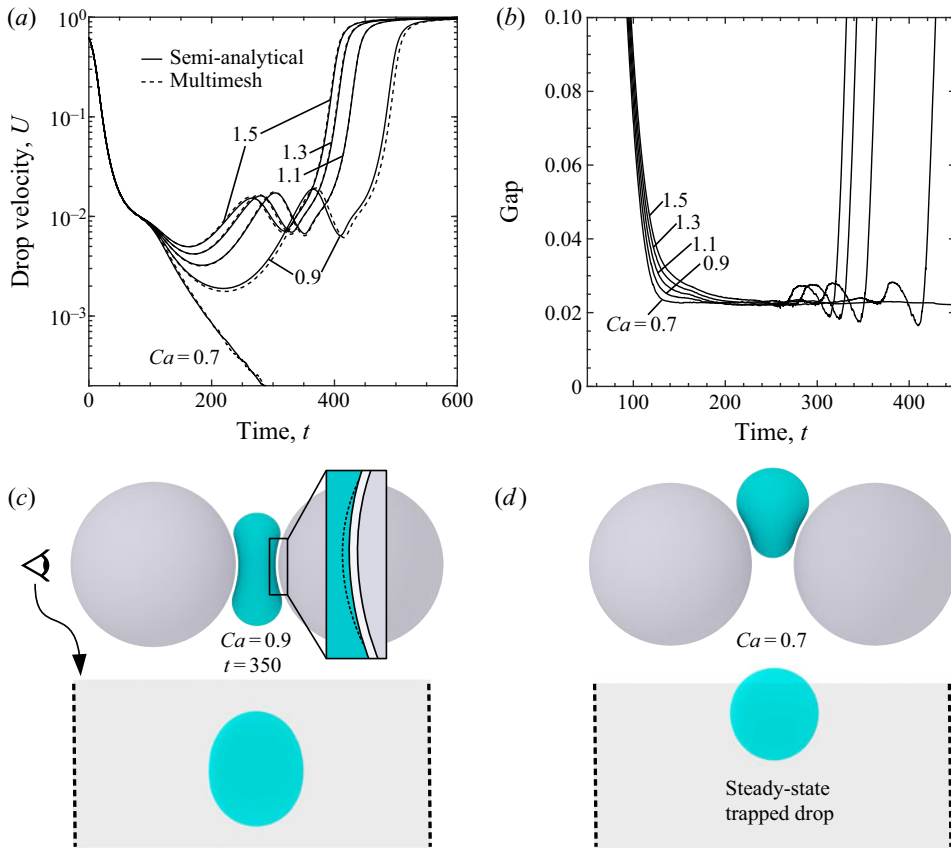 (a)
10^0
Semi-analytical
Multimesh
10^-1
10^-2
10^-3
Drop velocity, U
1.5
1.3
1.1
0.9
Ca = 0.7
0
200
400
600
Time, t
(b)
0.10
0.08
0.06
0.04
0.02
0
Gap
1.5
1.3
1.1
0.9
Ca = 0.7
100
200
300
400
Time, t
(c)
Ca = 0.9
t = 350
(d)
Ca = 0.7
Steady-state
trapped drop